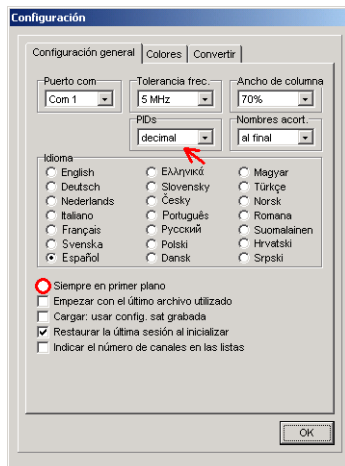 Configuración
Configuración general Colores Convertir
Puerto com Tolerancia frec. Ancho de columna
Com 1 5 MHz 70%
PIDs Nombres acort.
decimal al final
Idioma
English Ελληνικά Magyar
Deutsch Slovensky Türkçe
Nederlands Česky Norsk
Italiano Português Romana
Français Русский Suomalainen
Svenska Polski Hrvatski
Español Dansk Srpski
Siempre en primer plano
Empezar con el último archivo utilizado
Cargar: usar config. sat grabada
Restaurar la última sesión al inicializar
Indicar el número de canales en las listas
OK